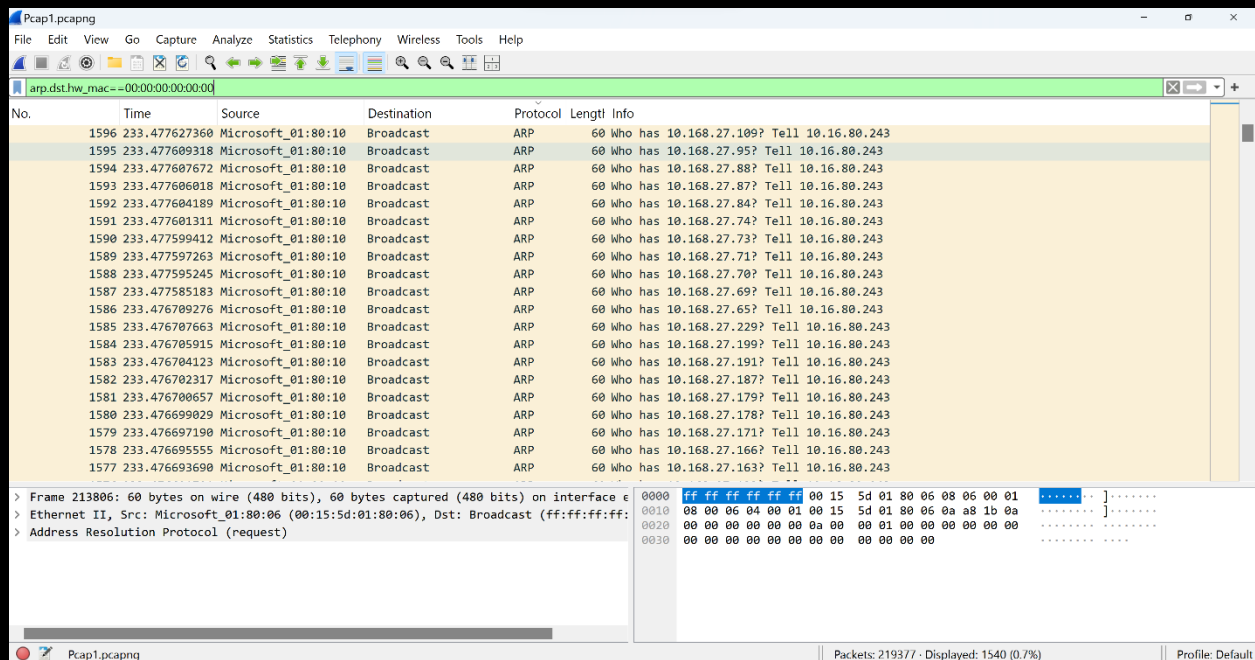 Pcap1.pcapng
File Edit View Go Capture Analyze Statistics Telephony Wireless Tools Help
arp.dst.hw_mac==00:00:00:00:00:00
No. Time Source Destination Protocol Length Info
1596 233.477627360 Microsoft_01:80:10 Broadcast ARP 60 Who has 10.168.27.109? Tell 10.16.80.243
1595 233.477609318 Microsoft_01:80:10 Broadcast ARP 60 Who has 10.168.27.95? Tell 10.16.80.243
1594 233.477607672 Microsoft_01:80:10 Broadcast ARP 60 Who has 10.168.27.88? Tell 10.16.80.243
1593 233.477606018 Microsoft_01:80:10 Broadcast ARP 60 Who has 10.168.27.87? Tell 10.16.80.243
1592 233.477604189 Microsoft_01:80:10 Broadcast ARP 60 Who has 10.168.27.84? Tell 10.16.80.243
1591 233.477601311 Microsoft_01:80:10 Broadcast ARP 60 Who has 10.168.27.74? Tell 10.16.80.243
1590 233.477599412 Microsoft_01:80:10 Broadcast ARP 60 Who has 10.168.27.73? Tell 10.16.80.243
1589 233.477597263 Microsoft_01:80:10 Broadcast ARP 60 Who has 10.168.27.71? Tell 10.16.80.243
1588 233.477595245 Microsoft_01:80:10 Broadcast ARP 60 Who has 10.168.27.70? Tell 10.16.80.243
1587 233.477585183 Microsoft_01:80:10 Broadcast ARP 60 Who has 10.168.27.69? Tell 10.16.80.243
1586 233.476709276 Microsoft_01:80:10 Broadcast ARP 60 Who has 10.168.27.65? Tell 10.16.80.243
1585 233.476707663 Microsoft_01:80:10 Broadcast ARP 60 Who has 10.168.27.229? Tell 10.16.80.243
1584 233.476705915 Microsoft_01:80:10 Broadcast ARP 60 Who has 10.168.27.199? Tell 10.16.80.243
1583 233.476704123 Microsoft_01:80:10 Broadcast ARP 60 Who has 10.168.27.191? Tell 10.16.80.243
1582 233.476702317 Microsoft_01:80:10 Broadcast ARP 60 Who has 10.168.27.187? Tell 10.16.80.243
1581 233.476700657 Microsoft_01:80:10 Broadcast ARP 60 Who has 10.168.27.179? Tell 10.16.80.243
1580 233.476699029 Microsoft_01:80:10 Broadcast ARP 60 Who has 10.168.27.178? Tell 10.16.80.243
1579 233.476697190 Microsoft_01:80:10 Broadcast ARP 60 Who has 10.168.27.171? Tell 10.16.80.243
1578 233.476695555 Microsoft_01:80:10 Broadcast ARP 60 Who has 10.168.27.166? Tell 10.16.80.243
1577 233.476693690 Microsoft_01:80:10 Broadcast ARP 60 Who has 10.168.27.163? Tell 10.16.80.243
> Frame 213806: 60 bytes on wire (480 bits), 60 bytes captured (480 bits) on interface e
> Ethernet II, Src: Microsoft_01:80:06 (00:15:5d:01:80:06), Dst: Broadcast (ff:ff:ff:ff:
> Address Resolution Protocol (request)
0000 ff ff ff ff ff ff 00 15 5d 01 80 06 08 06 00 01 ········ ]·······
0010 08 00 06 04 00 01 00 15 5d 01 80 06 0a a8 1b 0a ········ ]·······
0020 00 00 00 00 00 00 0a 00 00 01 00 00 00 00 00 00 ········ ········
0030 00 00 00 00 00 00 00 00 00 00 00 00 ········ ····
Pcap1.pcapng
Packets: 219377 · Displayed: 1540 (0.7%)
Profile: Default